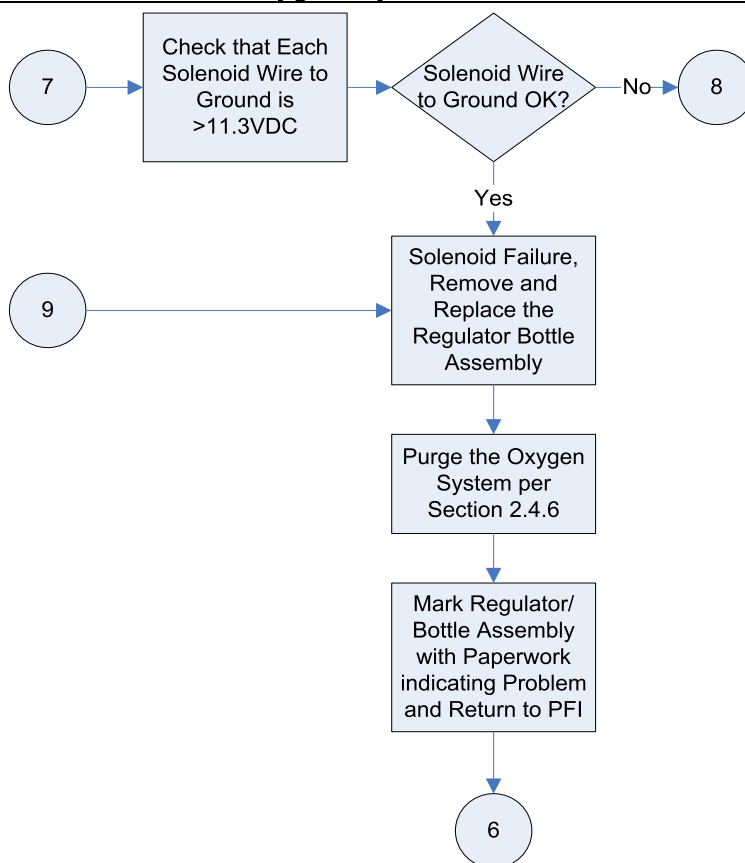 7
Check that Each
Solenoid Wire to
Ground is
>11.3VDC
Solenoid Wire
to Ground OK?
No
8
Yes
9
Solenoid Failure,
Remove and
Replace the
Regulator Bottle
Assembly
Purge the Oxygen
System per
Section 2.4.6
Mark Regulator/
Bottle Assembly
with Paperwork
indicating Problem
and Return to PFI
6